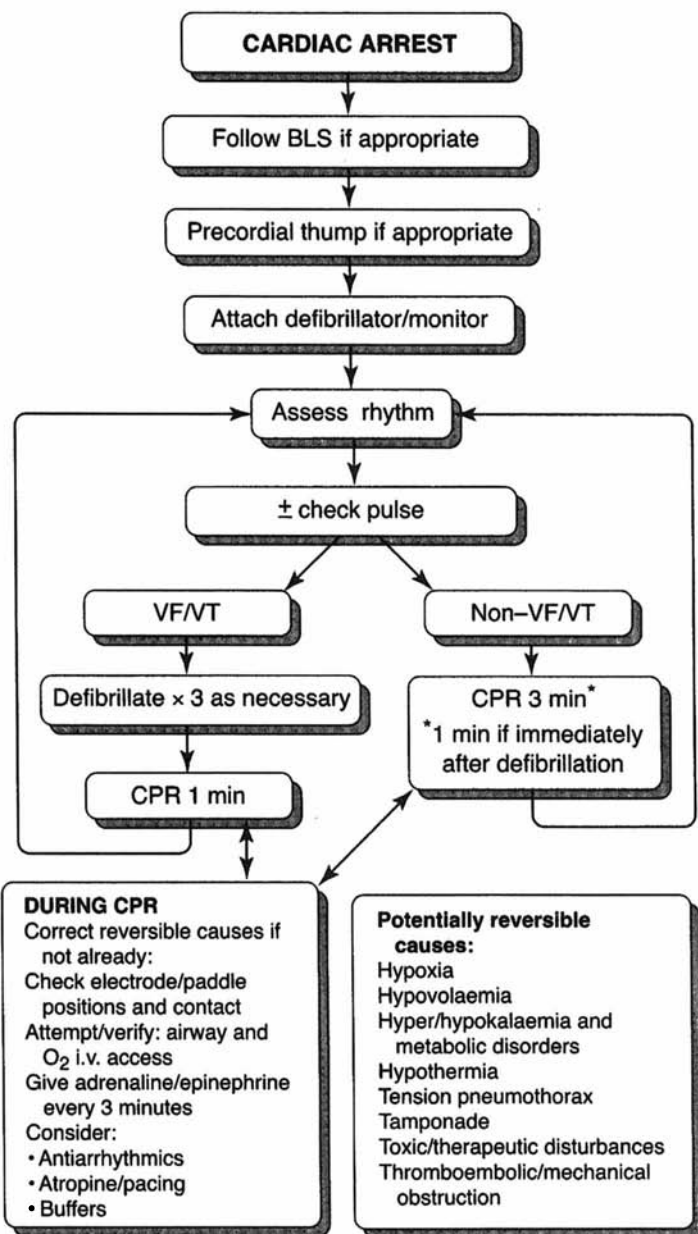 CARDIAC ARREST
Follow BLS if appropriate
Precordial thump if appropriate
Attach defibrillator/monitor
Assess rhythm
± check pulse
VF/VT
Non–VF/VT
Defibrillate × 3 as necessary
CPR 3 min*
*1 min if immediately
after defibrillation
CPR 1 min
DURING CPR
Correct reversible causes if
not already:
Check electrode/paddle
positions and contact
Attempt/verify: airway and
O₂ i.v. access
Give adrenaline/epinephrine
every 3 minutes
Consider:
• Antiarrhythmics
• Atropine/pacing
• Buffers
Potentially reversible
causes:
Hypoxia
Hypovolaemia
Hyper/hypokalaemia and
metabolic disorders
Hypothermia
Tension pneumothorax
Tamponade
Toxic/therapeutic disturbances
Thromboembolic/mechanical
obstruction